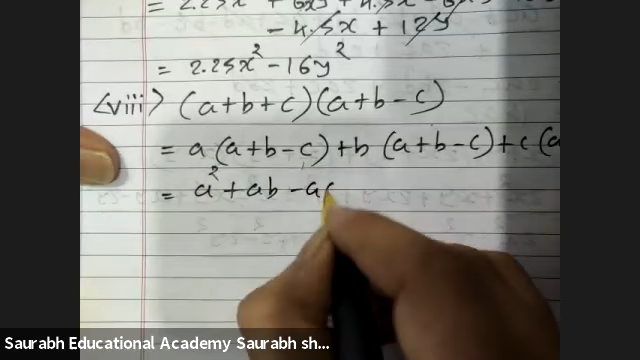 = 2.25x² + 6xy + 4.5x - 6xy
- 4.5x + 12y
= 2.25x² - 16y²
<viii> (a+b+c)(a+b-c)
= a(a+b-c)+b(a+b-c)+c(a
= a² + ab - ac
Saurabh Educational Academy Saurabh sh...